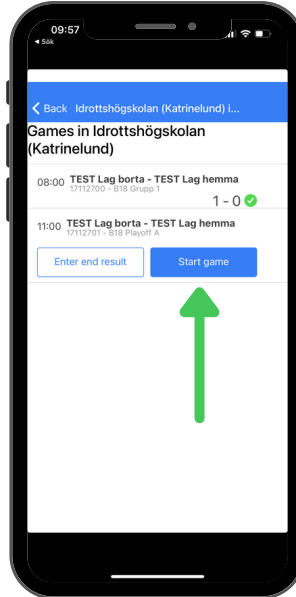 09:57
Sök
Back Idrottshögskolan (Katrinelund) i...
Games in Idrottshögskolan
(Katrinelund)
08:00 TEST Lag borta - TEST Lag hemma
17112700 - B18 Grupp 1
1 - 0
11:00 TEST Lag borta - TEST Lag hemma
17112701 - B18 Playoff A
Enter end result Start game